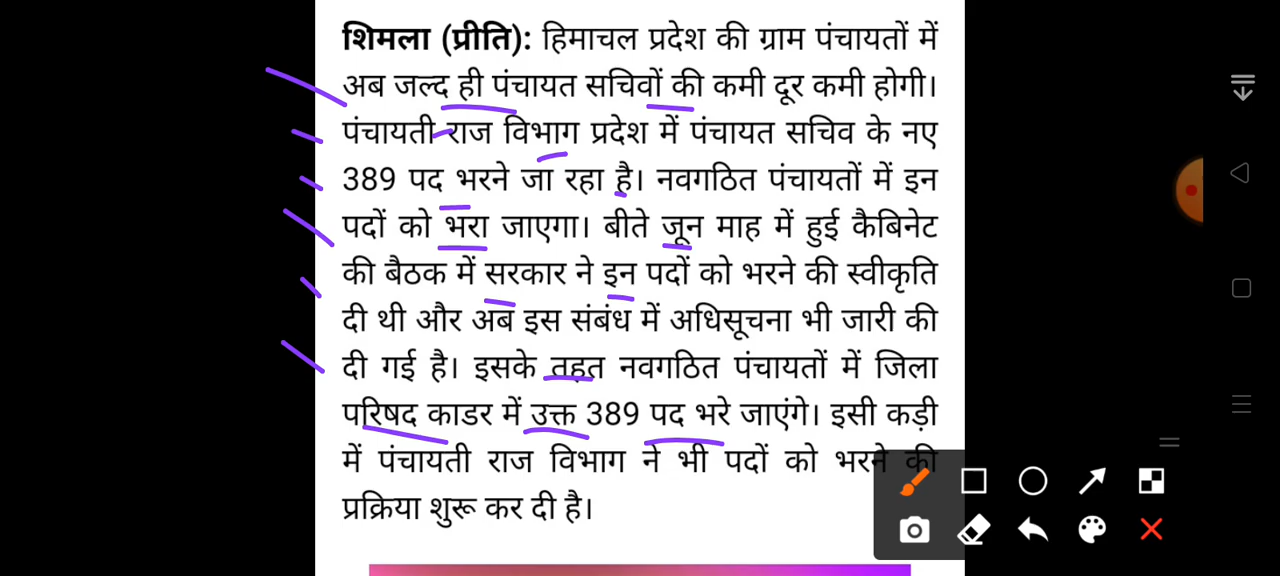 शिमला (प्रीति): हिमाचल प्रदेश की ग्राम पंचायतों में
अब जल्द ही पंचायत सचिवों की कमी दूर कमी होगी।
पंचायती राज विभाग प्रदेश में पंचायत सचिव के नए
389 पद भरने जा रहा है। नवगठित पंचायतों में इन
पदों को भरा जाएगा। बीते जून माह में हुई कैबिनेट
की बैठक में सरकार ने इन पदों को भरने की स्वीकृति
दी थी और अब इस संबंध में अधिसूचना भी जारी की
दी गई है। इसके तहत नवगठित पंचायतों में जिला
परिषद काडर में उक्त 389 पद भरे जाएंगे। इसी कड़ी
में पंचायती राज विभाग ने भी पदों को भरने की
प्रक्रिया शुरू कर दी है।